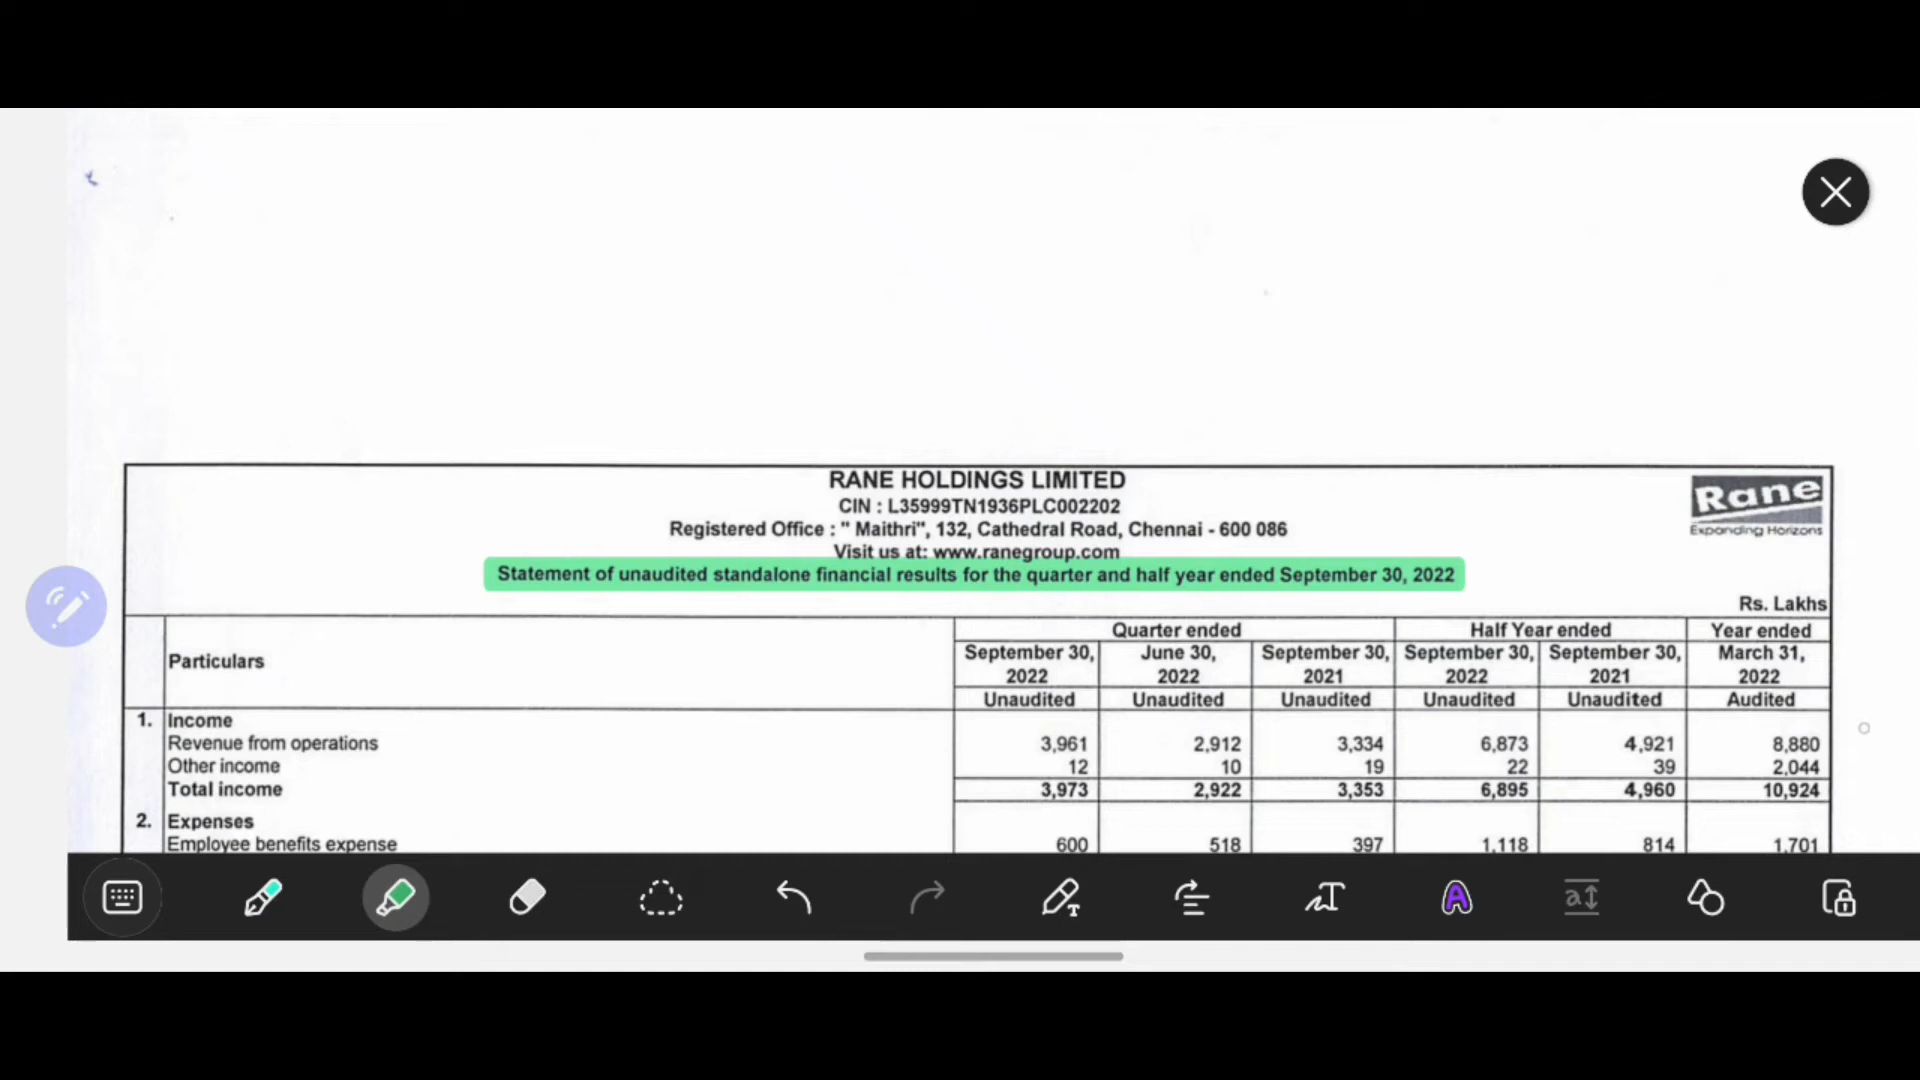 RANE HOLDINGS LIMITED
CIN : L35999TN1936PLC002202
Registered Office : " Maithri", 132, Cathedral Road, Chennai - 600 086
Visit us at: www.ranegroup.com
Statement of unaudited standalone financial results for the quarter and half year ended September 30, 2022
Rane
Expanding Horizons
Rs. Lakhs
Particulars Quarter ended Half Year ended Year ended
September 30, 2022 June 30, 2022 September 30, 2021 September 30, 2022 September 30, 2021 March 31, 2022
Unaudited Unaudited Unaudited Unaudited Unaudited Audited
1. Income
Revenue from operations 3,961 2,912 3,334 6,873 4,921 8,880
Other income 12 10 19 22 39 2,044
Total income 3,973 2,922 3,353 6,895 4,960 10,924
2. Expenses
Employee benefits expense 600 518 397 1,118 814 1,701